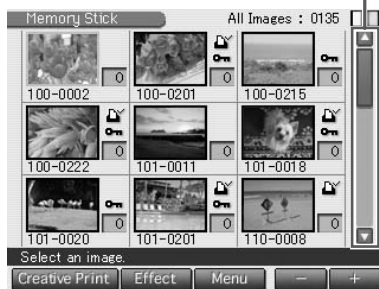 Memory Stick All Images : 0135
0 0 0
100-0002 100-0201 100-0215
0 0 0
100-0222 101-0011 101-0018
0 0 0
101-0020 101-0201 110-0008
Select an image.
Creative Print Effect Menu − +